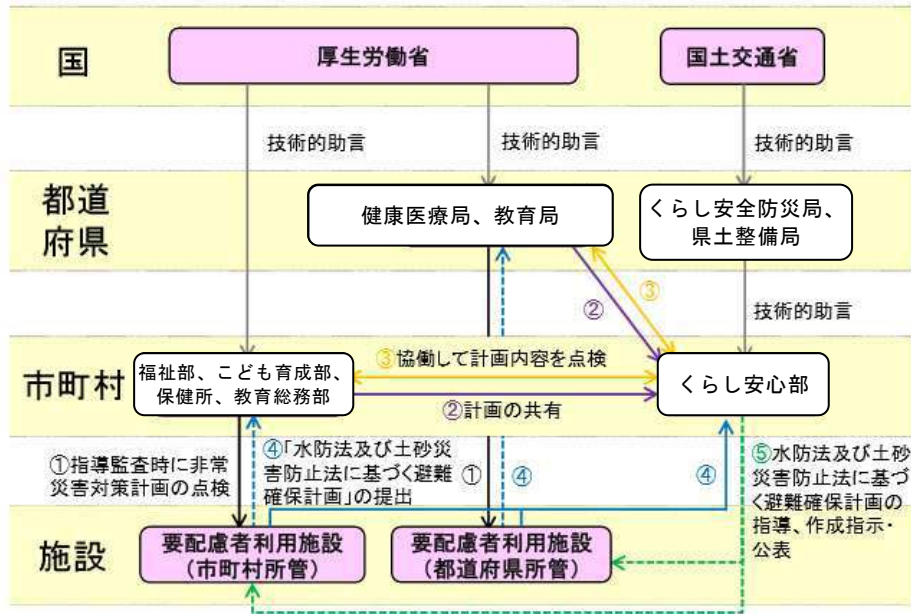 国
厚生労働省
国土交通省
技術的助言
技術的助言
技術的助言
都道
府県
健康医療局、教育局
くらし安全防災局、
県土整備局
②
③
技術的助言
市町村
福祉部、こども育成部、
保健所、教育総務部
③協働して計画内容を点検
②計画の共有
くらし安心部
①指導監査時に非常
災害対策計画の点検
④「水防法及び土砂災
害防止法に基づく避難
確保計画」の提出
①
④
④
⑤水防法及び土砂
災害防止法に基づ
く避難確保計画の
指導、作成指示・
公表
施設
要配慮者利用施設
(市町村所管)
要配慮者利用施設
(都道府県所管)